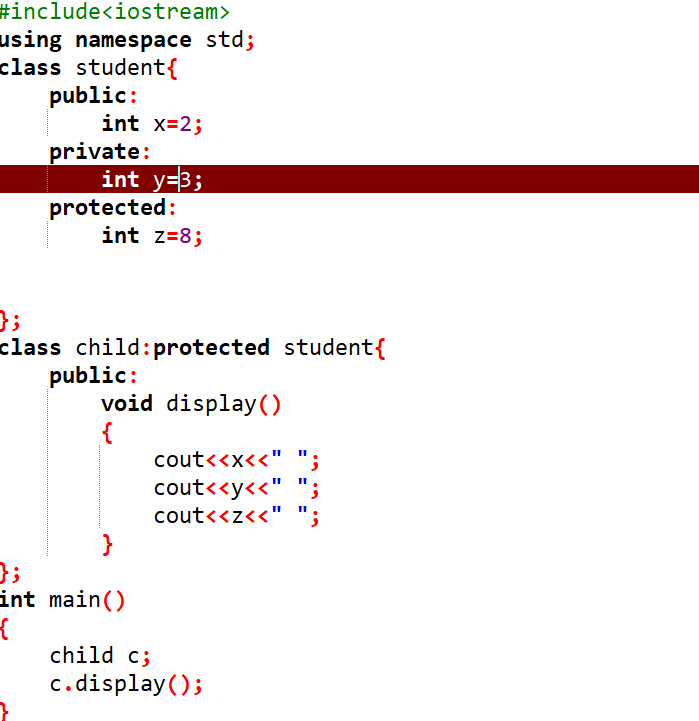 #include<iostream>
using namespace std;
class student{
    public:
        int x=2;
    private:
        int y=3;
    protected:
        int z=8;
};
class child:protected student{
    public:
        void display()
        {
            cout<<x<<" ";
            cout<<y<<" ";
            cout<<z<<" ";
        }
};
int main()
{
    child c;
    c.display();
}